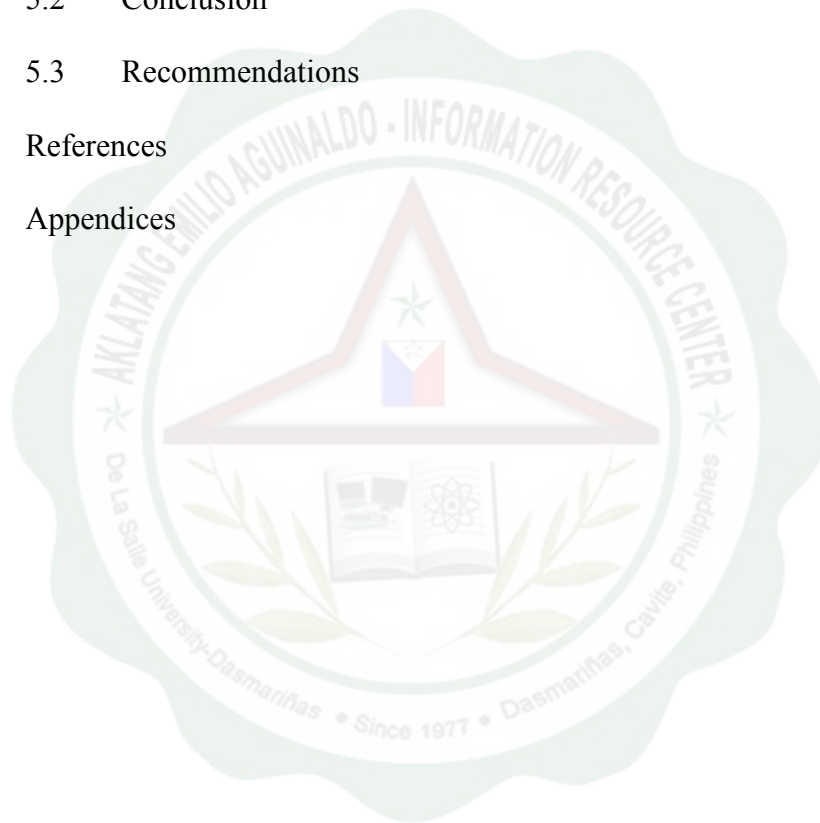 5.2 Conclusion
5.3 Recommendations
References
Appendices
AKLATANG EMILIO AGUINALDO - INFORMATION RESOURCE CENTER
De La Salle University-Dasmariñas • Since 1977 • Dasmariñas, Cavite, Philippines